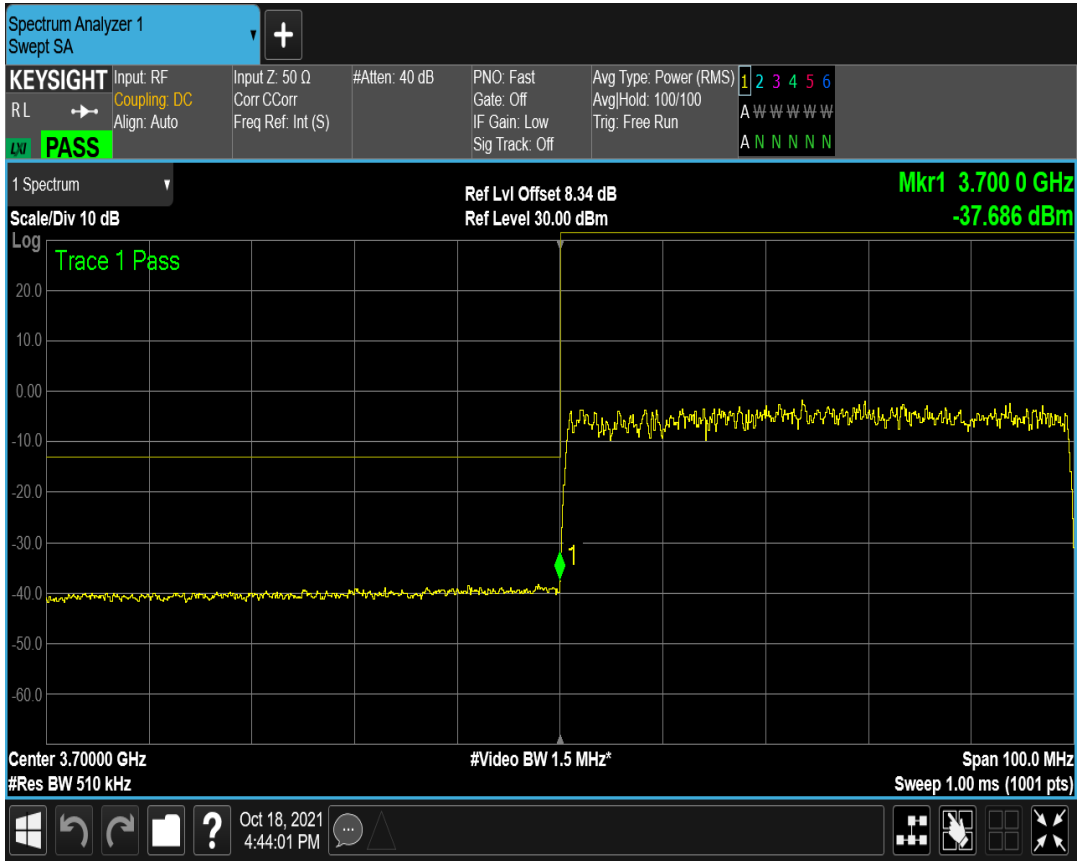 Spectrum Analyzer 1
Swept SA
+
KEYSIGHT
R L
LXI PASS
Input: RF
Coupling: DC
Align: Auto
Input Z: 50 Ω
Corr CCorr
Freq Ref: Int (S)
#Atten: 40 dB
PNO: Fast
Gate: Off
IF Gain: Low
Sig Track: Off
Avg Type: Power (RMS)
Avg|Hold: 100/100
Trig: Free Run
1 2 3 4 5 6
A W W W W W
A N N N N N
1 Spectrum
Scale/Div 10 dB
Ref Lvl Offset 8.34 dB
Ref Level 30.00 dBm
Mkr1 3.700 0 GHz
-37.686 dBm
Log
Trace 1 Pass
20.0
10.0
0.00
-10.0
-20.0
-30.0
-40.0
-50.0
-60.0
1
Center 3.70000 GHz
#Res BW 510 kHz
#Video BW 1.5 MHz*
Span 100.0 MHz
Sweep 1.00 ms (1001 pts)
?
Oct 18, 2021
4:44:01 PM